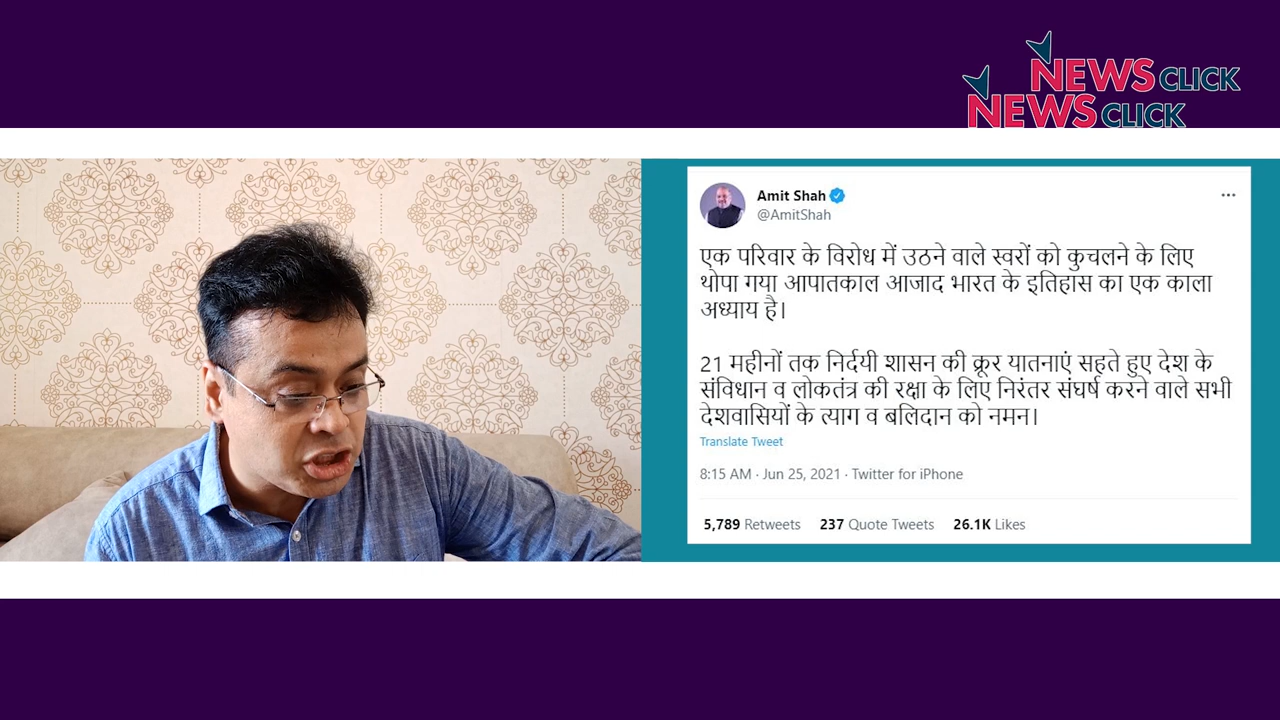 NEWS CLICK
NEWS CLICK
Amit Shah
@AmitShah
एक परिवार के विरोध में उठने वाले स्वरों को कुचलने के लिए
थोपा गया आपातकाल आजाद भारत के इतिहास का एक काला
अध्याय है।
21 महीनों तक निर्दयी शासन की क्रूर यातनाएं सहते हुए देश के
संविधान व लोकतंत्र की रक्षा के लिए निरंतर संघर्ष करने वाले सभी
देशवासियों के त्याग व बलिदान को नमन।
Translate Tweet
8:15 AM · Jun 25, 2021 · Twitter for iPhone
5,789 Retweets 237 Quote Tweets 26.1K Likes